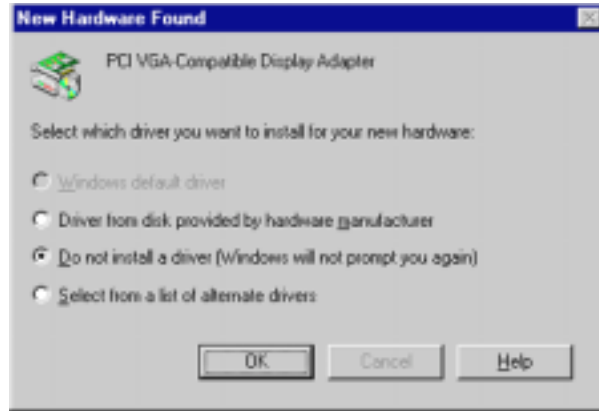 New Hardware Found
PCI VGA-Compatible Display Adapter
Select which driver you want to install for your new hardware:
Windows default driver
Driver from disk provided by hardware manufacturer
Do not install a driver (Windows will not prompt you again)
Select from a list of alternate drivers
OK
Cancel
Help